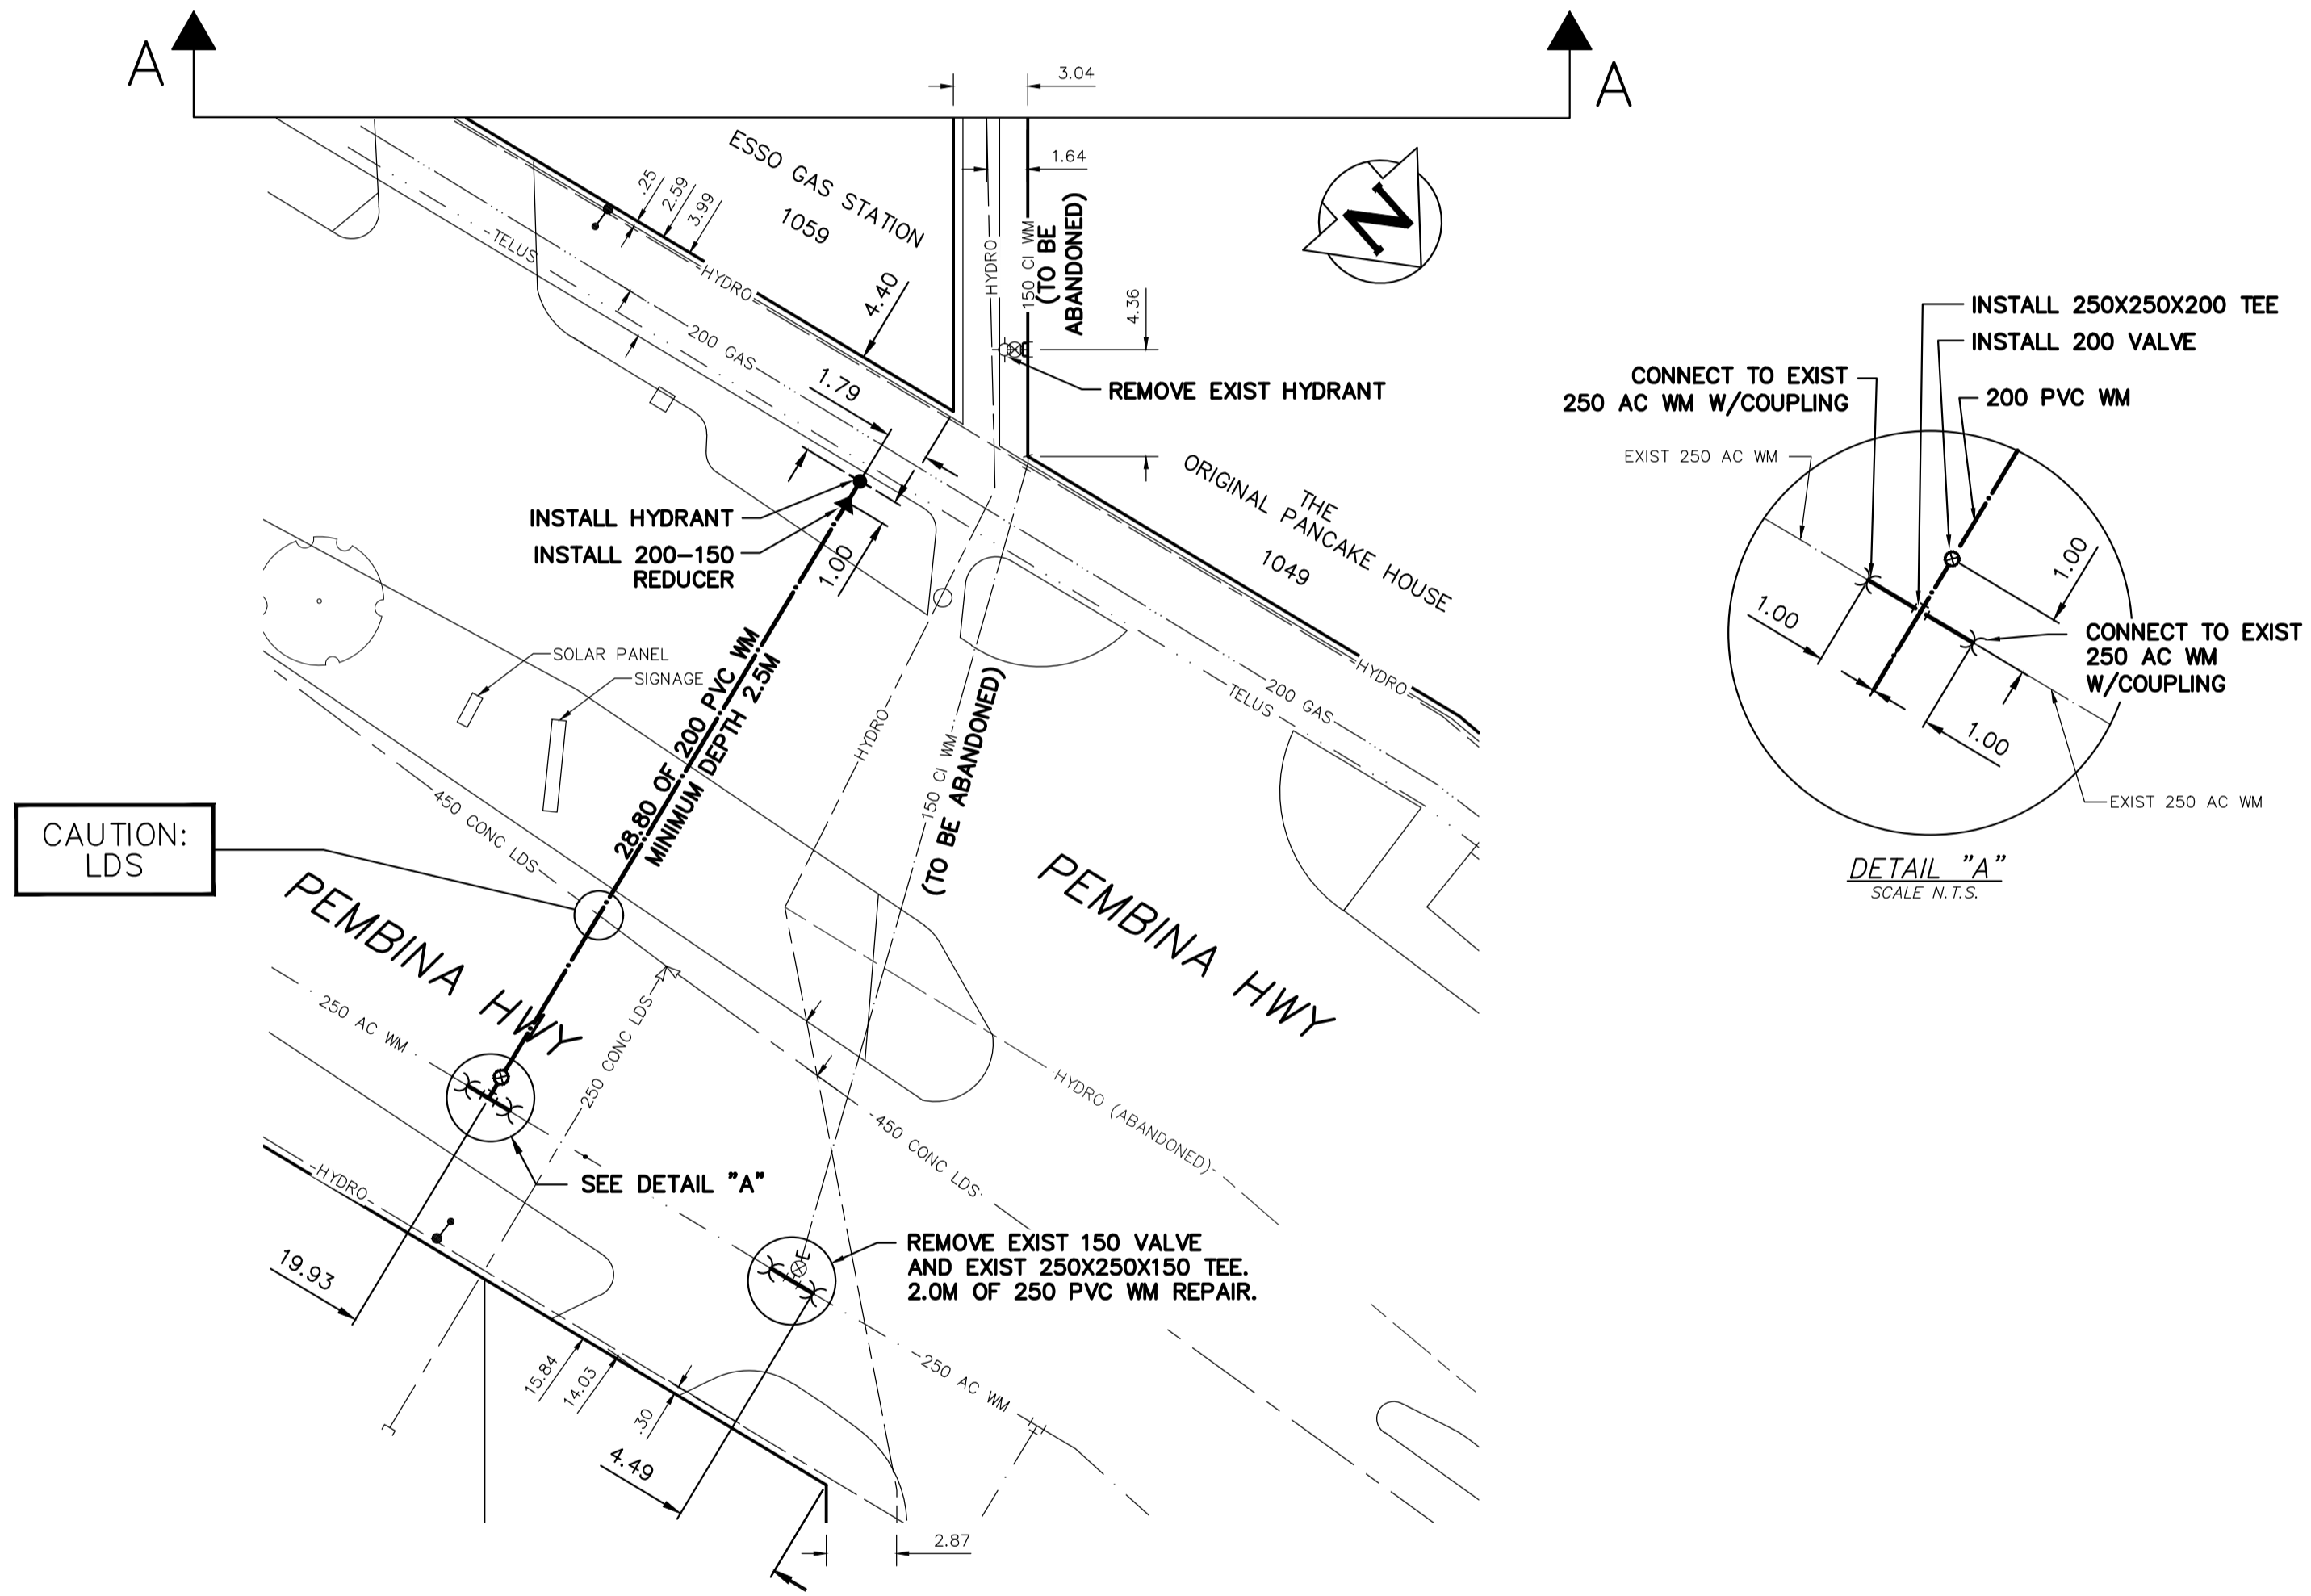 A
A
3.04
1.64
ESSO GAS STATION
1059
.25
2.59
3.99
TELUS
HYDRO
200 GAS
4.40
1.79
HYDRO
150 CI WM
(TO BE
ABANDONED)
N
4.36
REMOVE EXIST HYDRANT
THE
ORIGINAL PANCAKE HOUSE
1049
INSTALL HYDRANT
INSTALL 200-150
REDUCER
1.00
SOLAR PANEL
SIGNAGE
28.80 OF 200 PVC WM
MINIMUM DEPTH 2.5M
HYDRO
150 CI WM
(TO BE ABANDONED)
HYDRO
200 GAS
TELUS
450 CONC LDS
CAUTION:
LDS
PEMBINA HWY
PEMBINA HWY
250 AC WM
250 CONC LDS
HYDRO (ABANDONED)
450 CONC LDS
SEE DETAIL "A"
HYDRO
19.93
REMOVE EXIST 150 VALVE
AND EXIST 250X250X150 TEE.
2.0M OF 250 PVC WM REPAIR.
15.84
14.03
.30
4.49
250 AC WM
2.87
INSTALL 250X250X200 TEE
INSTALL 200 VALVE
CONNECT TO EXIST
250 AC WM W/COUPLING
200 PVC WM
EXIST 250 AC WM
1.00
1.00
CONNECT TO EXIST
250 AC WM
W/COUPLING
1.00
EXIST 250 AC WM
DETAIL "A"
SCALE N.T.S.